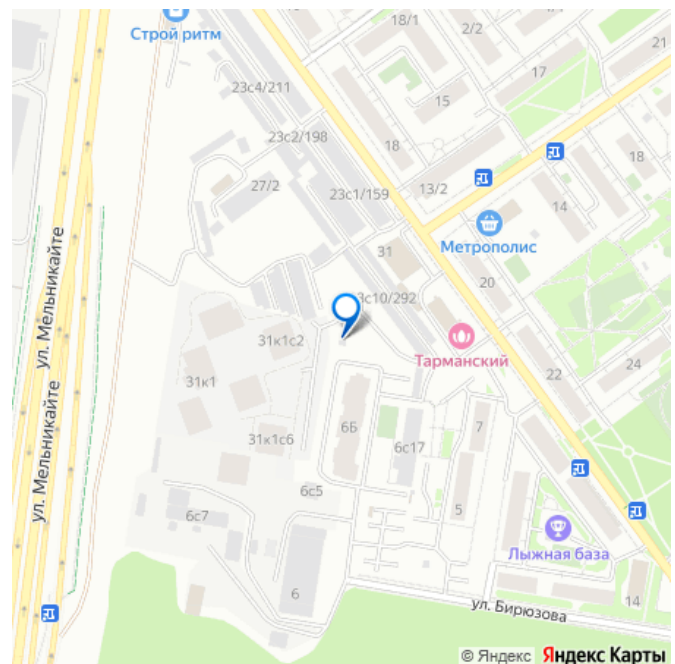 18/1
2/2
Строй ритм
21
17
23с4/211
15
23с2/198
18
18
27/2
23с1/159
13/2
14
Метрополис
31
20
ул. Мельникайте
3с10/292
31к1с2
Тарманский
24
22
31к1
6Б
7
31к1с6
6с17
ул. Мельникайте
6с5
5
6с7
Лыжная база
6
14
ул. Бирюзова
© Яндекс Яндекс Карты